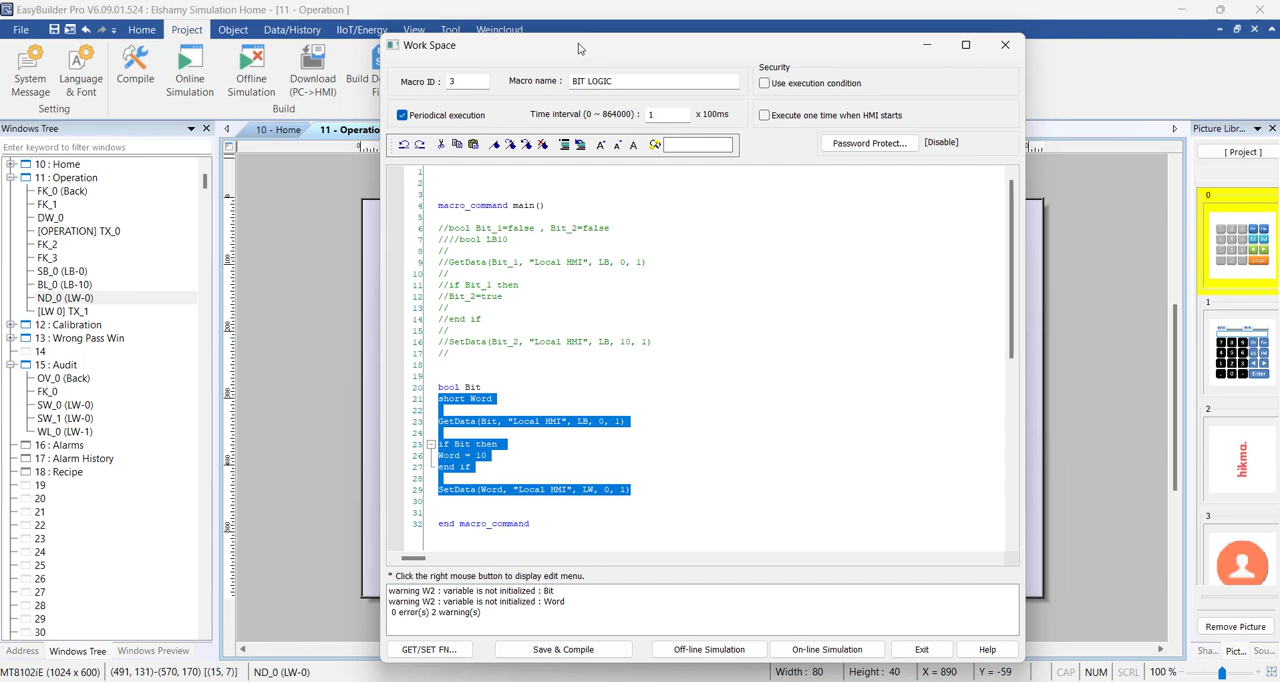 EasyBuilder Pro V6.09.01.524 : Elshamy Simulation Home - [11 - Operation ]
File Home Project Object Data/History IIoT/Energy View Tool Weincloud
System Message
Language & Font
Compile
Online Simulation
Offline Simulation
Download (PC->HMI)
Setting
Build
Windows Tree
Enter keyword to filter windows
10 : Home
11 : Operation
FK_0 (Back)
FK_1
DW_0
[OPERATION] TX_0
FK_2
FK_3
SB_0 (LB-0)
BL_0 (LB-10)
ND_0 (LW-0)
[LW 0] TX_1
12 : Calibration
13 : Wrong Pass Win
14
15 : Audit
OV_0 (Back)
FK_0
SW_0 (LW-0)
SW_1 (LW-0)
WL_0 (LW-1)
16 : Alarms
17 : Alarm History
18 : Recipe
19
20
21
22
23
24
25
26
27
28
29
30
Address Windows Tree Windows Preview
10 - Home
Work Space
Macro ID : 3
Macro name : BIT LOGIC
Security
Use execution condition
Periodical execution
Time interval (0 ~ 864000) : 1 x 100ms
Execute one time when HMI starts
Password Protect... [Disable]
1
2
3
4 macro_command main()
5
6 //bool Bit_1=false , Bit_2=false
7 ////bool LB10
8 //
9 //GetData(Bit_1, "Local HMI", LB, 0, 1)
10 //
11 //if Bit_1 then
12 //Bit_2=true
13 //
14 //end if
15 //
16 //SetData(Bit_2, "Local HMI", LB, 10, 1)
17 //
18
19
20 bool Bit
21 short Word
22
23 GetData(Bit, "Local HMI", LB, 0, 1)
24
25 if Bit then
26 Word = 10
27 end if
28
29 SetData(Word, "Local HMI", LW, 0, 1)
30
31
32 end macro_command
* Click the right mouse button to display edit menu.
warning W2 : variable is not initialized : Bit
warning W2 : variable is not initialized : Word
0 error(s) 2 warning(s)
GET/SET FN... Save & Compile Off-line Simulation On-line Simulation Exit Help
Picture Libr...
[ Project ]
0
1
2
hikma.
3
Remove Picture
Sha... Pict... Sou...
MT8102iE (1024 x 600) (491, 131)-(570, 170) [(15, 7)] ND_0 (LW-0) Width : 80 Height : 40 X = 890 Y = -59 CAP NUM SCRL 100 %